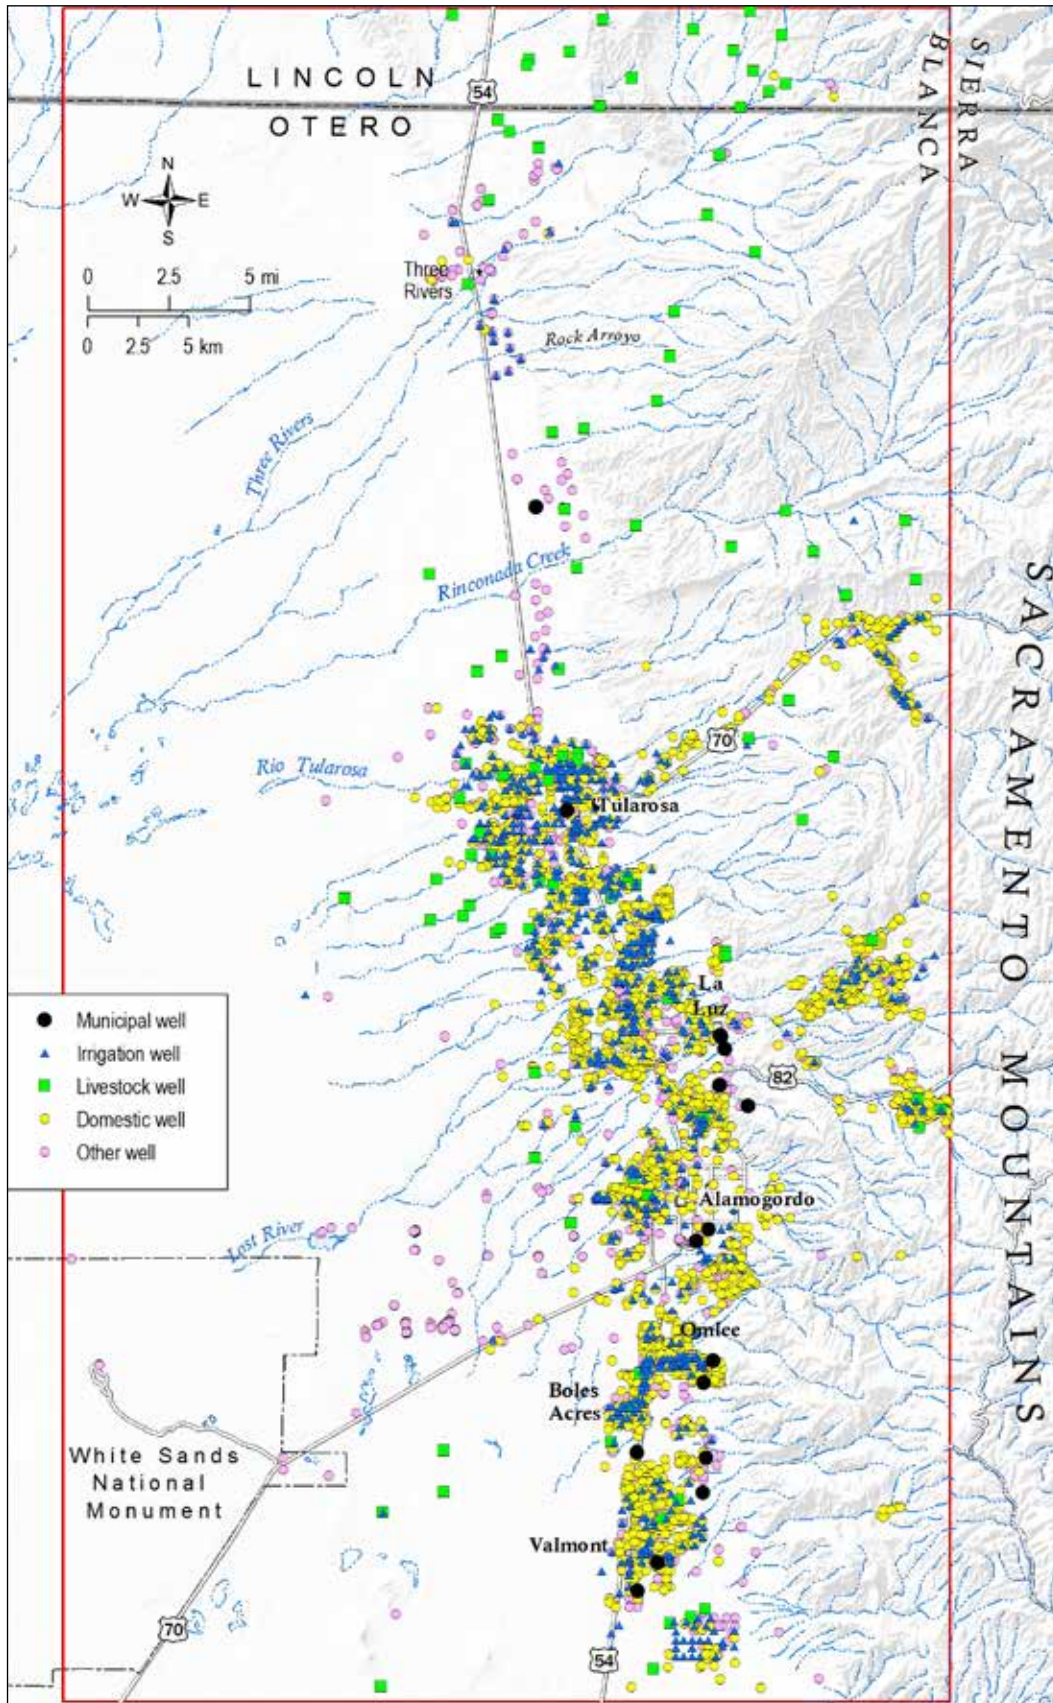 LINCOLN
OTERO
54
SIERRA
BLANCA
N
W E
S
0 2.5 5 mi
0 2.5 5 km
Three
Rivers
Rock Arroyo
Three Rivers
Rinconada Creek
SACRAMENTO MOUNTAINS
70
Rio Tularosa
Tularosa
La
Luz
Municipal well
Irrigation well
Livestock well
Domestic well
Other well
82
Alamogordo
Lost River
Omlee
Boles
Acres
White Sands
National
Monument
Valmont
70
54